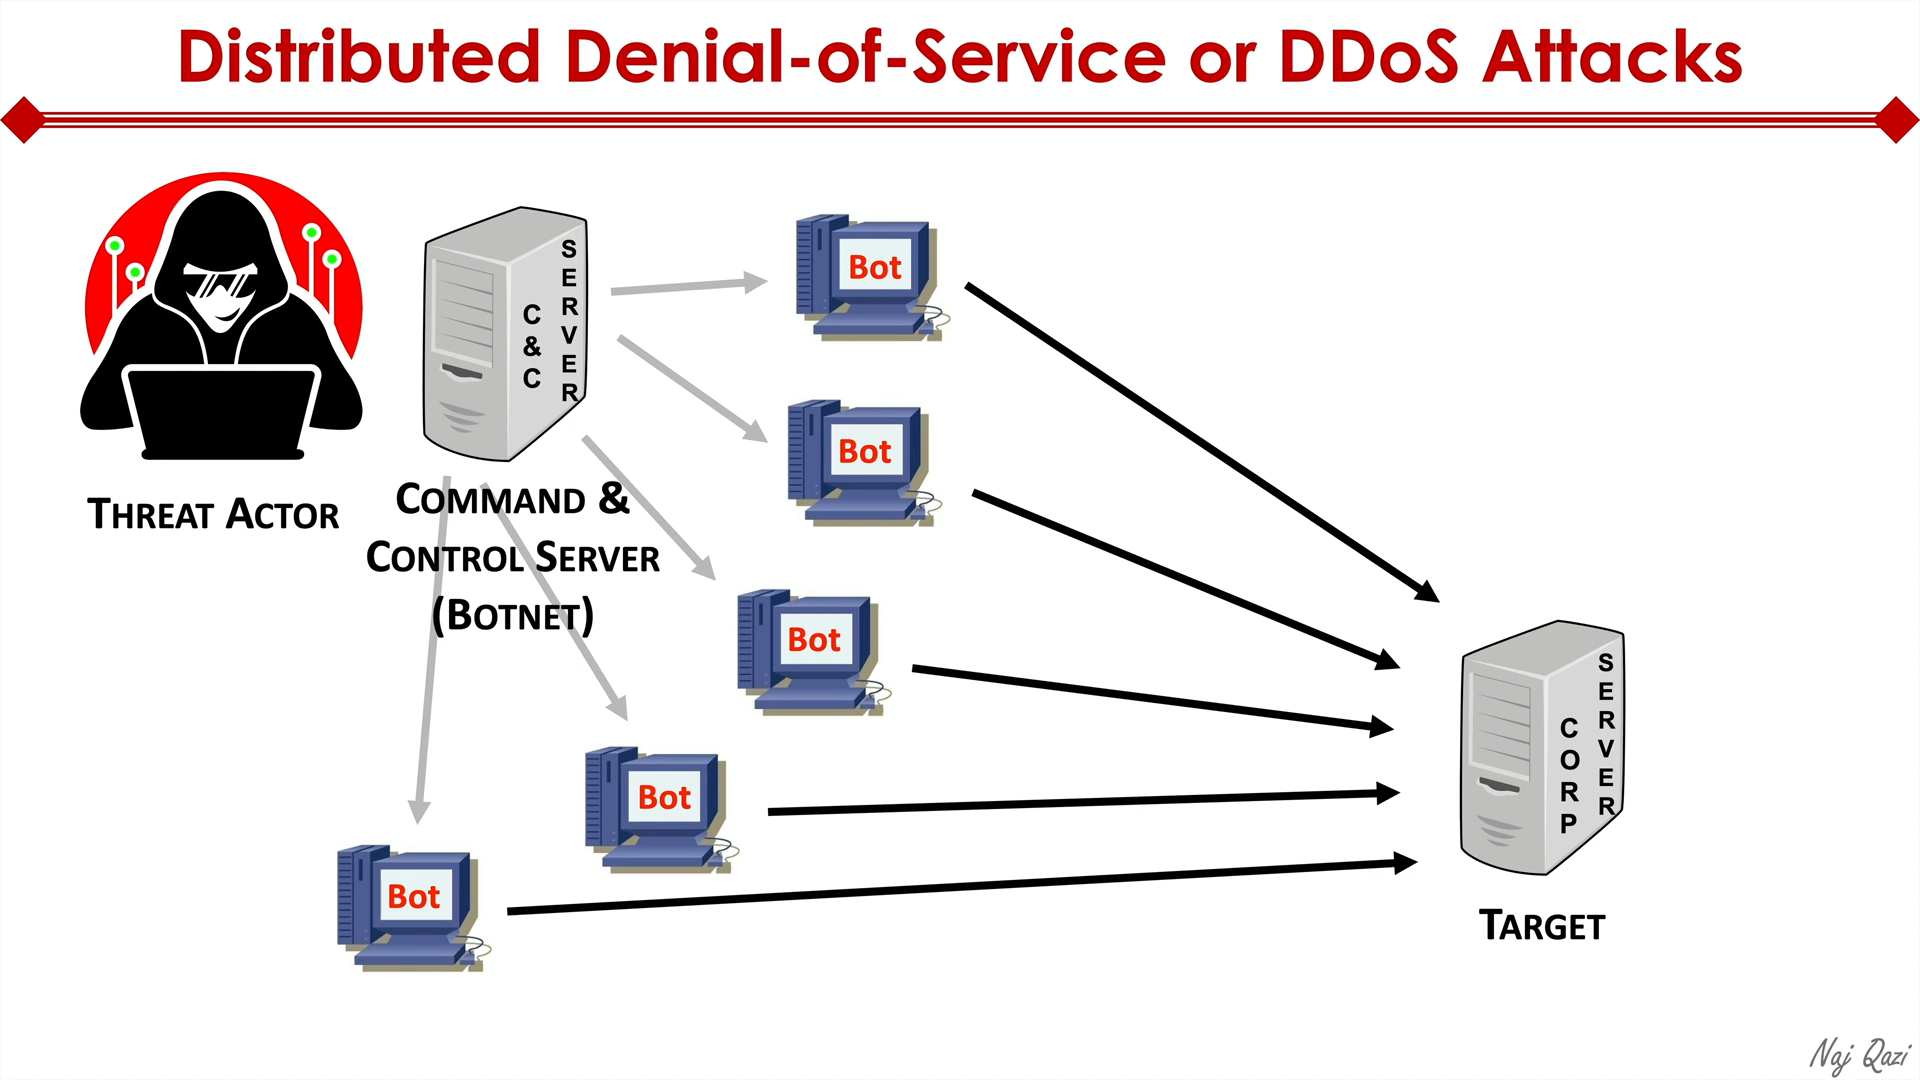 Distributed Denial-of-Service or DDoS Attacks
THREAT ACTOR
C&C
SERVER
COMMAND &
CONTROL SERVER
(BOTNET)
Bot
Bot
Bot
Bot
Bot
CORP
SERVER
TARGET
Naj Qazi